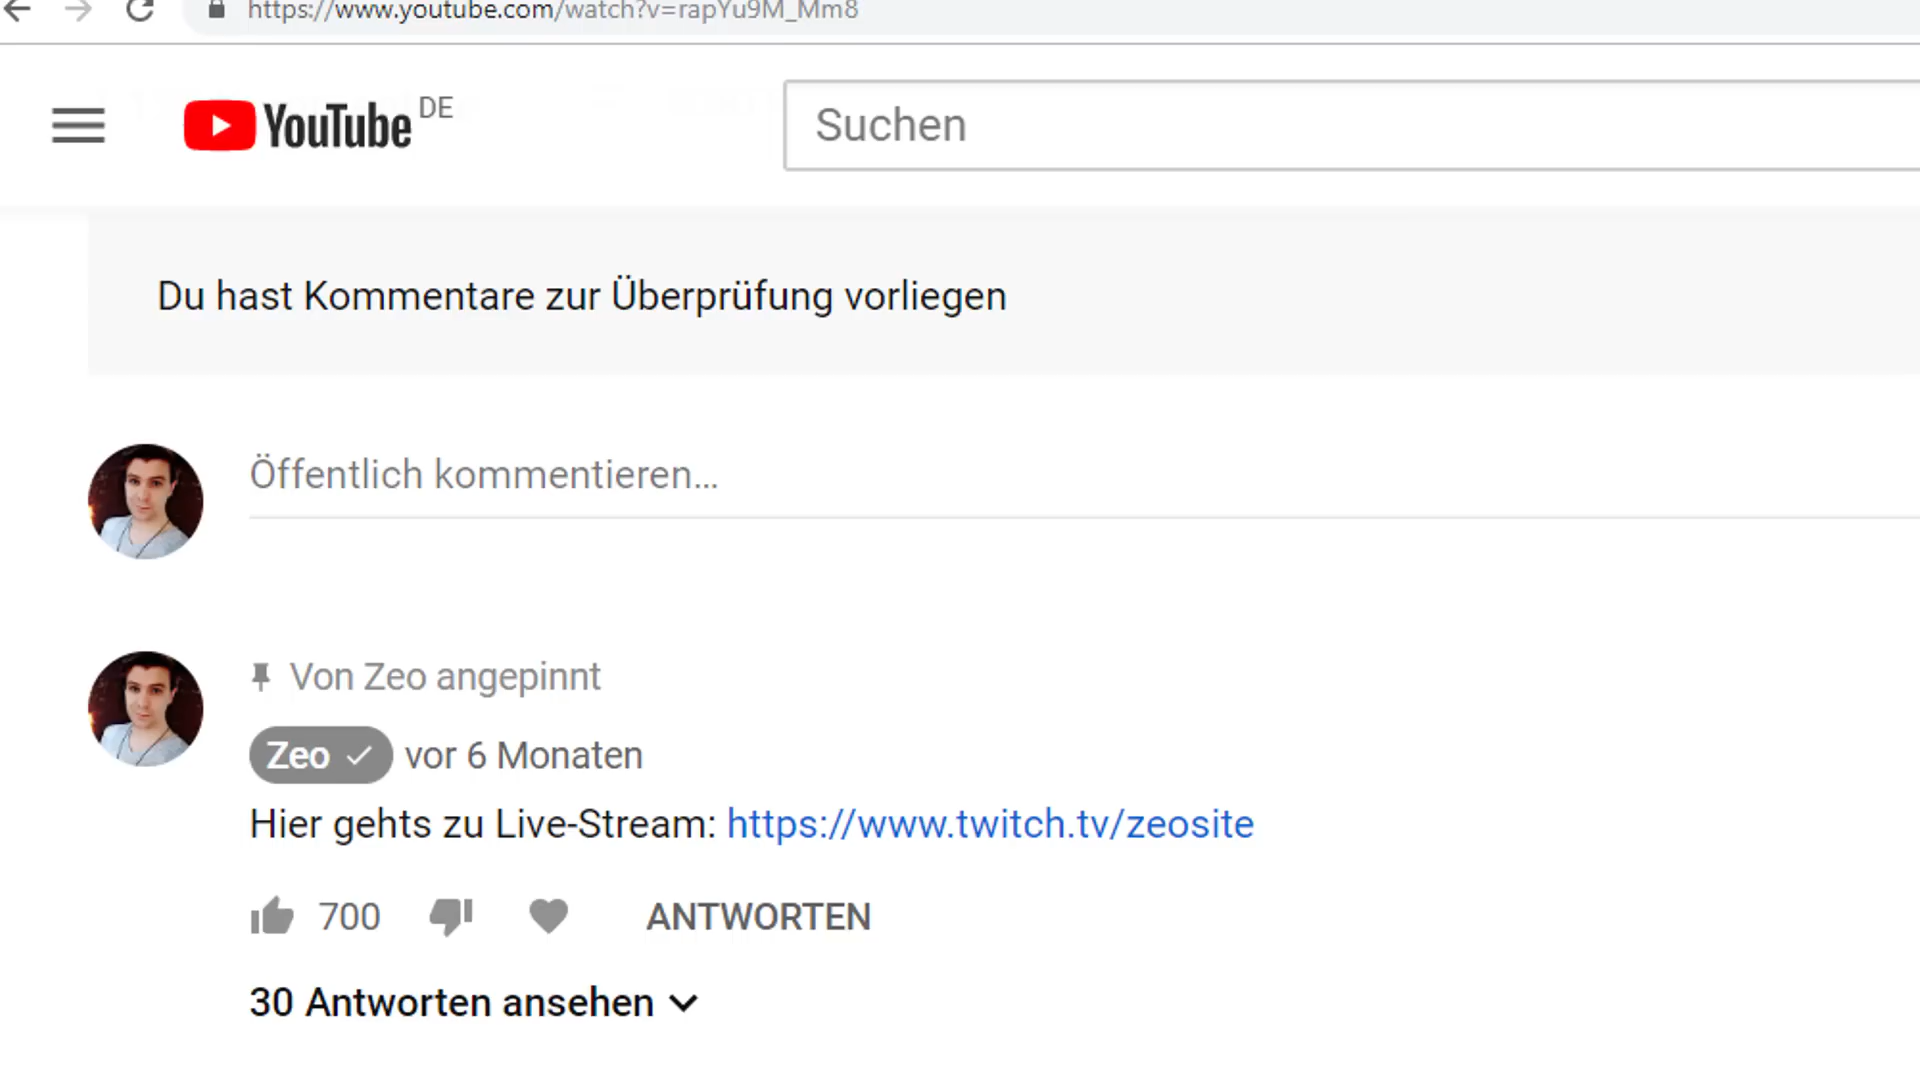 https://www.youtube.com/watch?v=rapYu9M_Mm8
YouTube DE
Suchen
Du hast Kommentare zur Überprüfung vorliegen
Öffentlich kommentieren...
Von Zeo angepinnt
Zeo vor 6 Monaten
Hier gehts zu Live-Stream: https://www.twitch.tv/zeosite
700 ANTWORTEN
30 Antworten ansehen